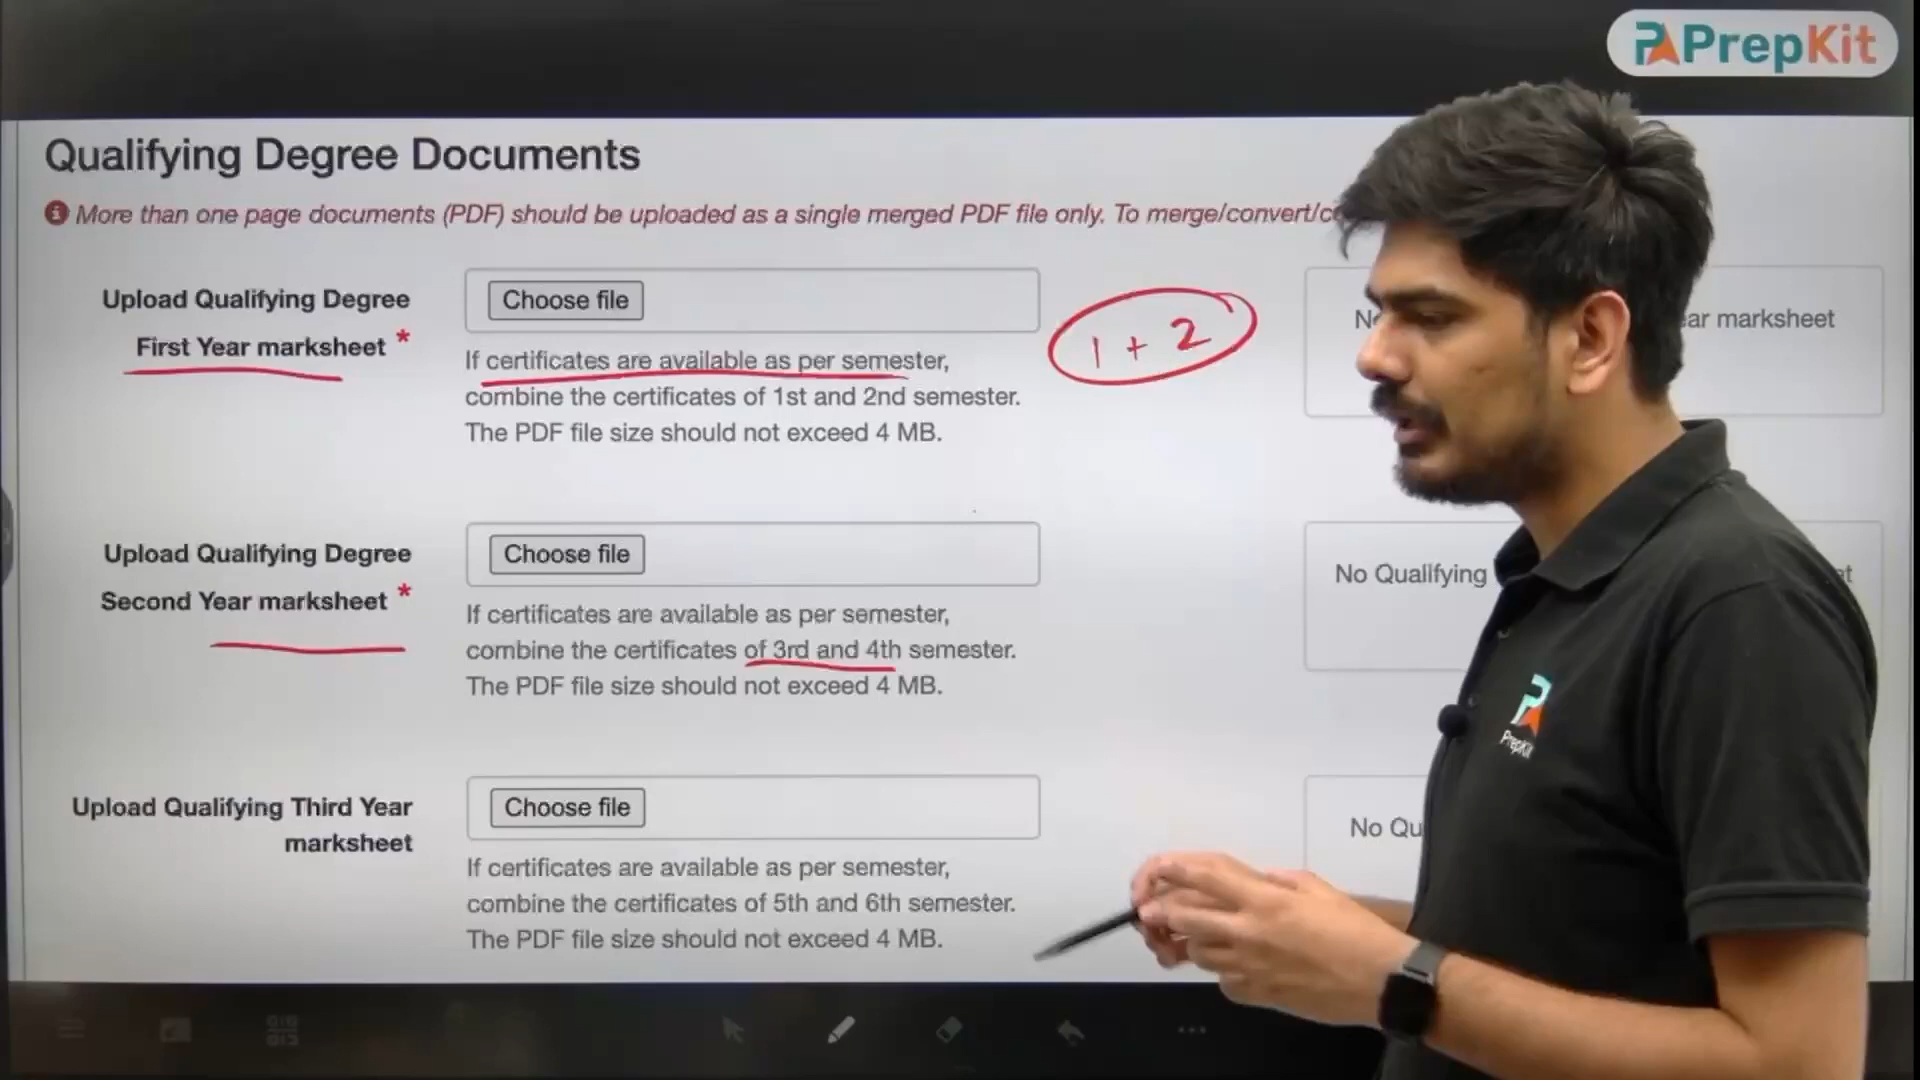 PrepKit
Qualifying Degree Documents
More than one page documents (PDF) should be uploaded as a single merged PDF file only. To merge/convert/c
Upload Qualifying Degree
First Year marksheet *
Choose file
If certificates are available as per semester,
combine the certificates of 1st and 2nd semester.
The PDF file size should not exceed 4 MB.
1 + 2
ar marksheet
Upload Qualifying Degree
Second Year marksheet *
Choose file
If certificates are available as per semester,
combine the certificates of 3rd and 4th semester.
The PDF file size should not exceed 4 MB.
No Qualifying
Upload Qualifying Third Year
marksheet
Choose file
If certificates are available as per semester,
combine the certificates of 5th and 6th semester.
The PDF file size should not exceed 4 MB.
No Qu
PrepKit